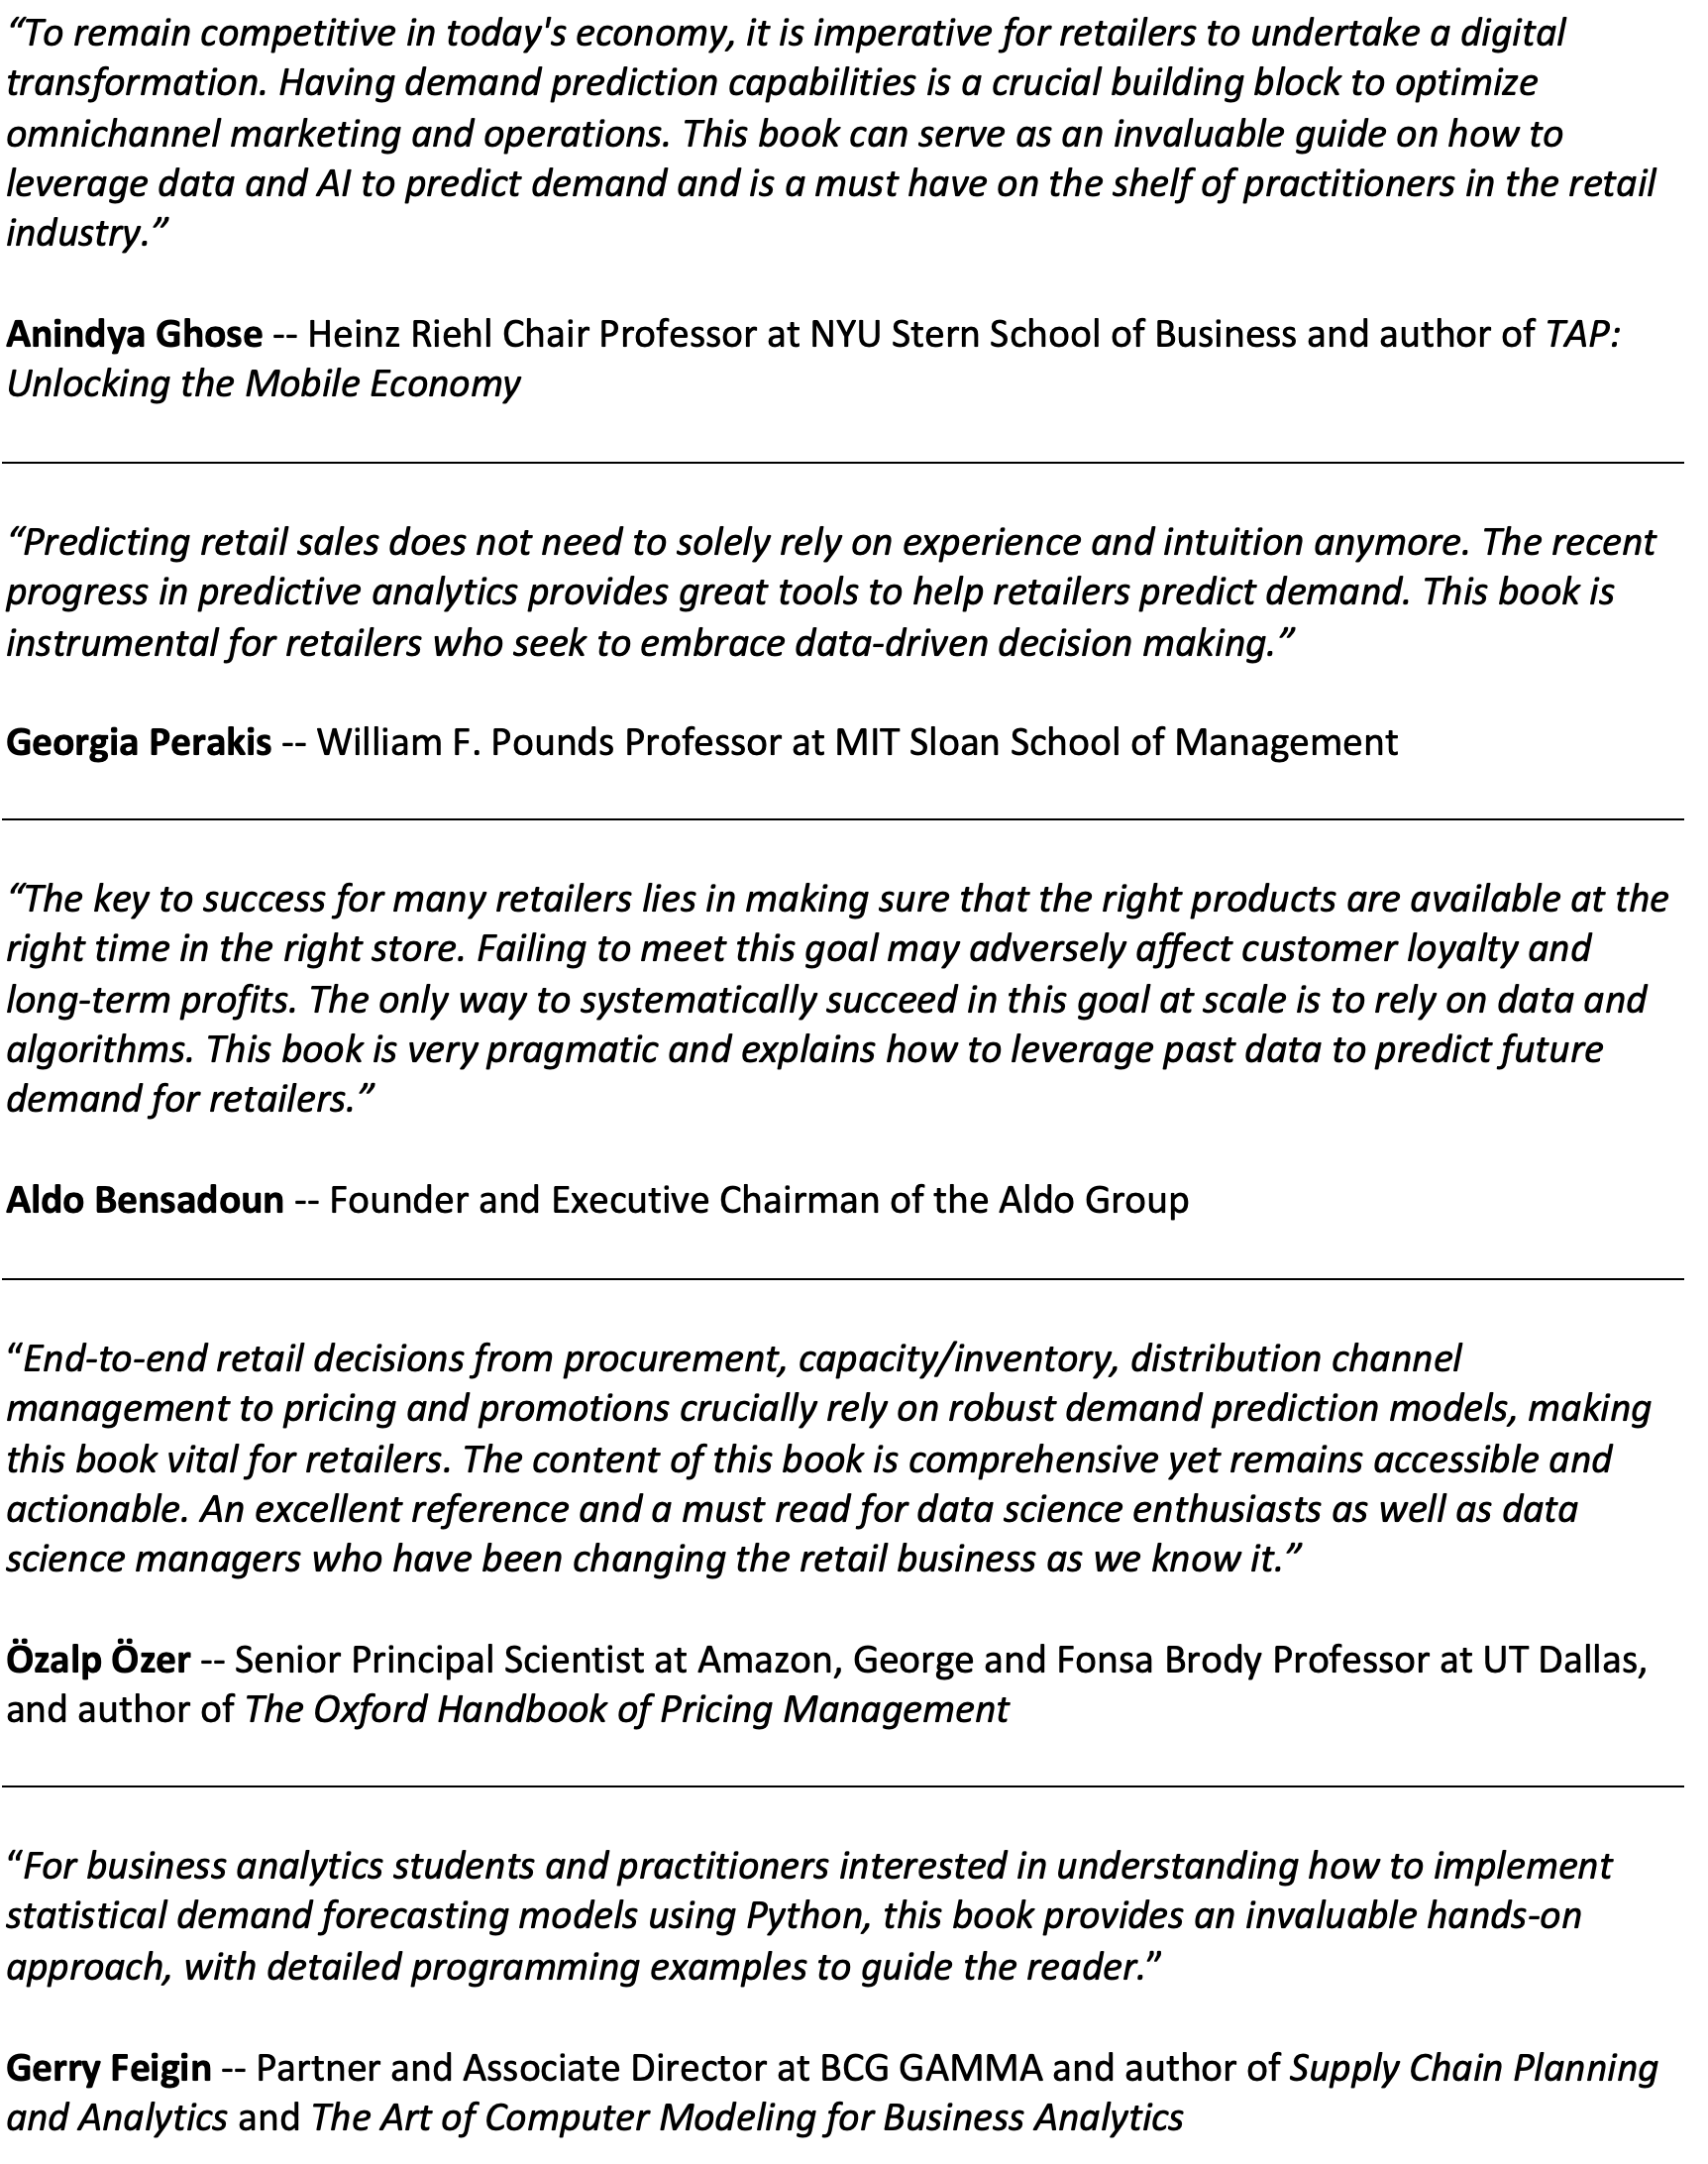 “To remain competitive in today's economy, it is imperative for retailers to undertake a digital
transformation. Having demand prediction capabilities is a crucial building block to optimize
omnichannel marketing and operations. This book can serve as an invaluable guide on how to
leverage data and AI to predict demand and is a must have on the shelf of practitioners in the retail
industry.”
Anindya Ghose -- Heinz Riehl Chair Professor at NYU Stern School of Business and author of TAP:
Unlocking the Mobile Economy
“Predicting retail sales does not need to solely rely on experience and intuition anymore. The recent
progress in predictive analytics provides great tools to help retailers predict demand. This book is
instrumental for retailers who seek to embrace data-driven decision making.”
Georgia Perakis -- William F. Pounds Professor at MIT Sloan School of Management
“The key to success for many retailers lies in making sure that the right products are available at the
right time in the right store. Failing to meet this goal may adversely affect customer loyalty and
long-term profits. The only way to systematically succeed in this goal at scale is to rely on data and
algorithms. This book is very pragmatic and explains how to leverage past data to predict future
demand for retailers.”
Aldo Bensadoun -- Founder and Executive Chairman of the Aldo Group
“End-to-end retail decisions from procurement, capacity/inventory, distribution channel
management to pricing and promotions crucially rely on robust demand prediction models, making
this book vital for retailers. The content of this book is comprehensive yet remains accessible and
actionable. An excellent reference and a must read for data science enthusiasts as well as data
science managers who have been changing the retail business as we know it.”
Özalp Özer -- Senior Principal Scientist at Amazon, George and Fonsa Brody Professor at UT Dallas,
and author of The Oxford Handbook of Pricing Management
“For business analytics students and practitioners interested in understanding how to implement
statistical demand forecasting models using Python, this book provides an invaluable hands-on
approach, with detailed programming examples to guide the reader.”
Gerry Feigin -- Partner and Associate Director at BCG GAMMA and author of Supply Chain Planning
and Analytics and The Art of Computer Modeling for Business Analytics